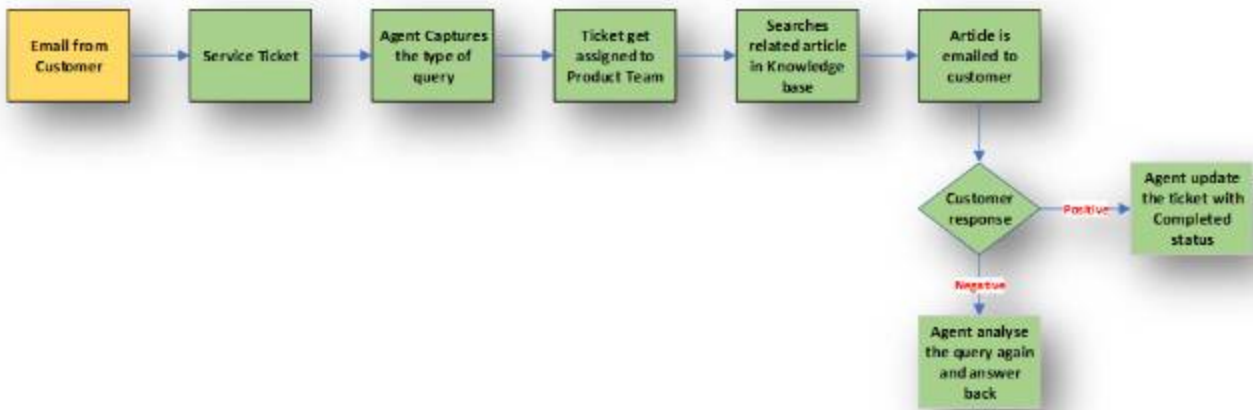 Email from
Customer
Service Ticket
Agent Captures
the type of
query
Ticket get
assigned to
Product Team
Searches
related article
in Knowledge
base
Article is
emailed to
customer
Customer
response
Positive
Agent update
the ticket with
Completed
status
Negative
Agent analyse
the query again
and answer
back